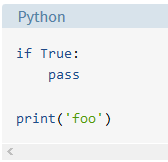 Python
if True:
    pass

print('foo')